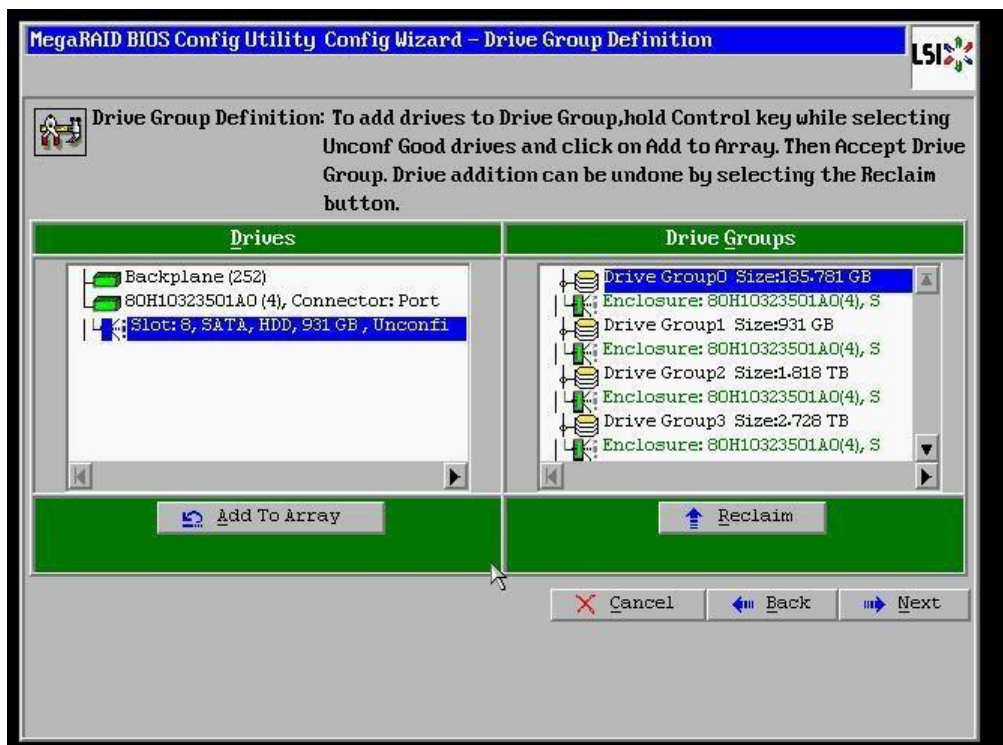 MegaRAID BIOS Config Utility Config Wizard – Drive Group Definition
LSI
Drive Group Definition: To add drives to Drive Group,hold Control key while selecting
Unconf Good drives and click on Add to Array. Then Accept Drive
Group. Drive addition can be undone by selecting the Reclaim
button.
Drives
Backplane (252)
80H10323501A0 (4), Connector: Port
Slot: 8, SATA, HDD, 931 GB , Unconfi
Add To Array
Drive Groups
Drive Group0 Size:185.781 GB
Enclosure: 80H10323501A0(4), S
Drive Group1 Size:931 GB
Enclosure: 80H10323501A0(4), S
Drive Group2 Size:1.818 TB
Enclosure: 80H10323501A0(4), S
Drive Group3 Size:2.728 TB
Enclosure: 80H10323501A0(4), S
Reclaim
Cancel
Back
Next